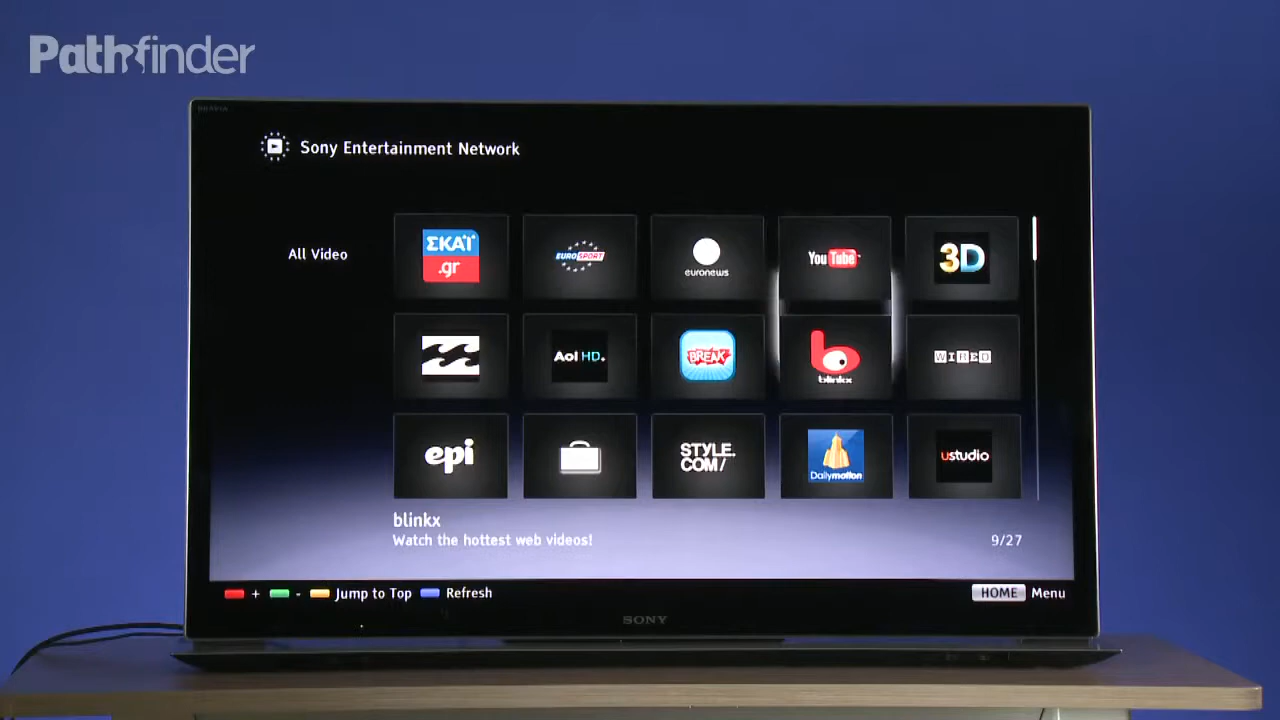 Pathfinder
BRAVIA
Sony Entertainment Network
All Video
ΣΚΑΪ
.gr
EUROSPORT
euronews
YouTube
3D
Aol HD.
BREAK
blinkx
WIRED
epi
STYLE.
COM/
Dailymotion
ustudio
blinkx
Watch the hottest web videos!
9/27
+ - Jump to Top Refresh
HOME Menu
SONY